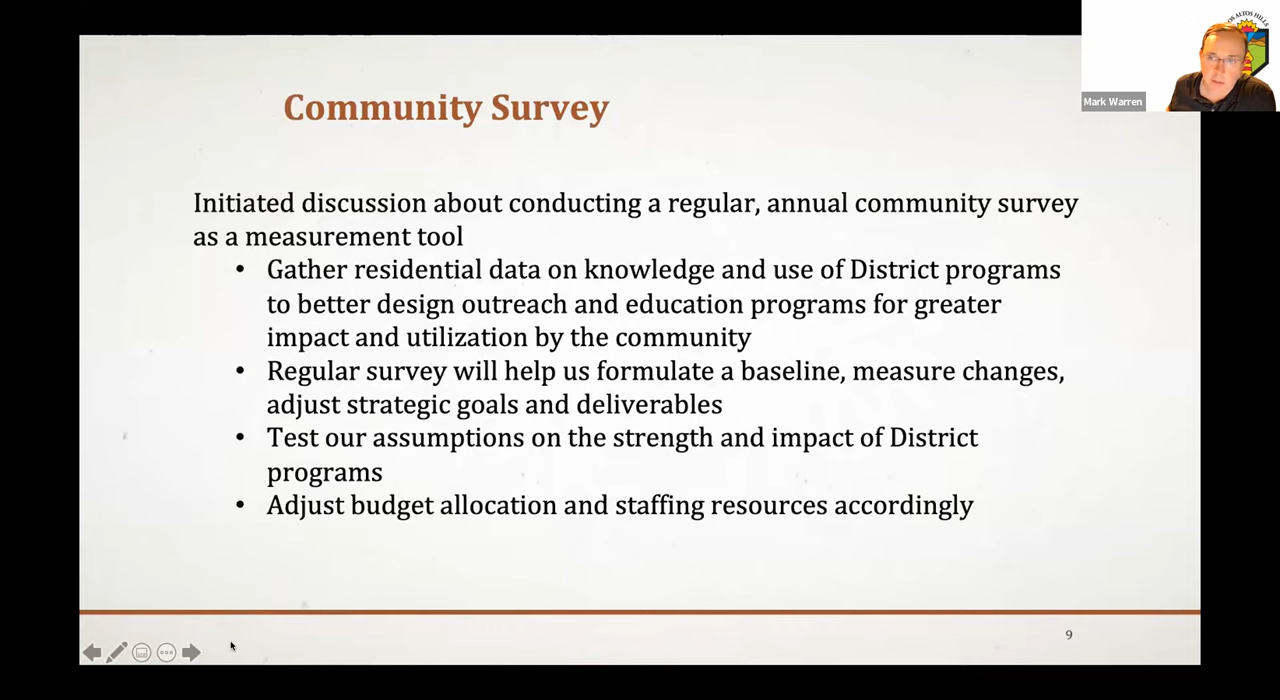 LOS ALTOS HILLS
Mark Warren
Community Survey
Initiated discussion about conducting a regular, annual community survey
as a measurement tool
• Gather residential data on knowledge and use of District programs
to better design outreach and education programs for greater
impact and utilization by the community
• Regular survey will help us formulate a baseline, measure changes,
adjust strategic goals and deliverables
• Test our assumptions on the strength and impact of District
programs
• Adjust budget allocation and staffing resources accordingly
9